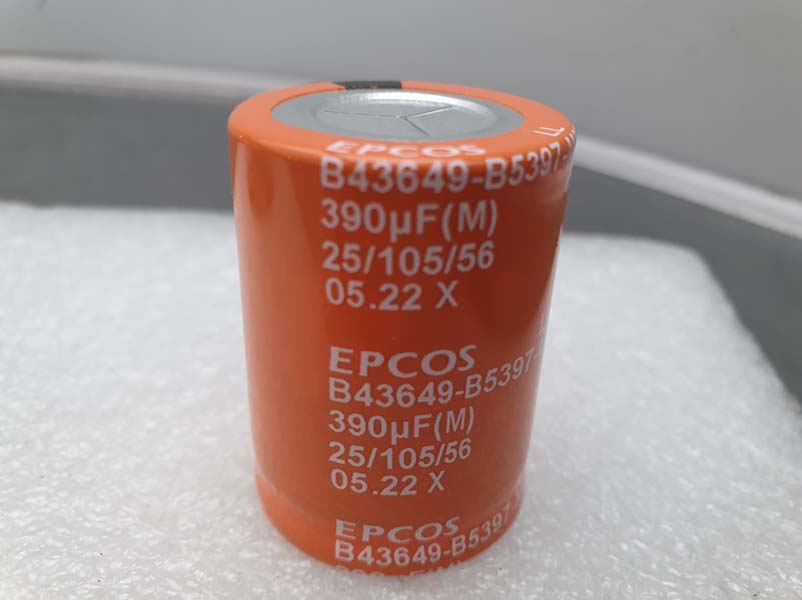 LL
EPCOS
B43649-B5397-M
390µF(M)
25/105/56
05.22 X
EPCOS
B43649-B5397-
390µF(M)
25/105/56
05.22 X
EPCOS
B43649-B5397